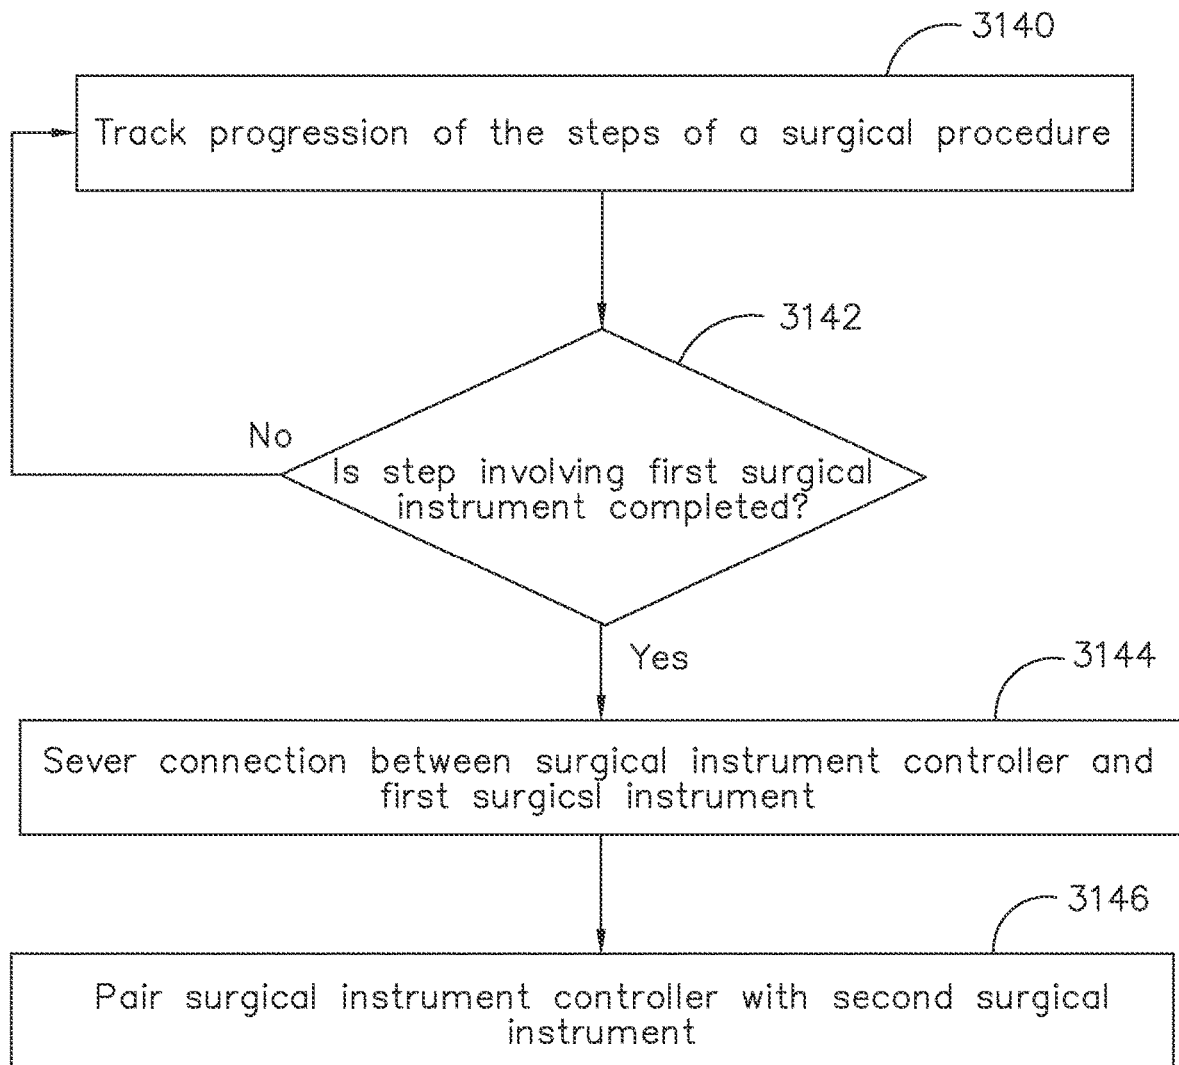 3140
Track progression of the steps of a surgical procedure
3142
No
Is step involving first surgical
instrument completed?
Yes
3144
Sever connection between surgical instrument controller and
first surgicsl instrument
3146
Pair surgical instrument controller with second surgical
instrument